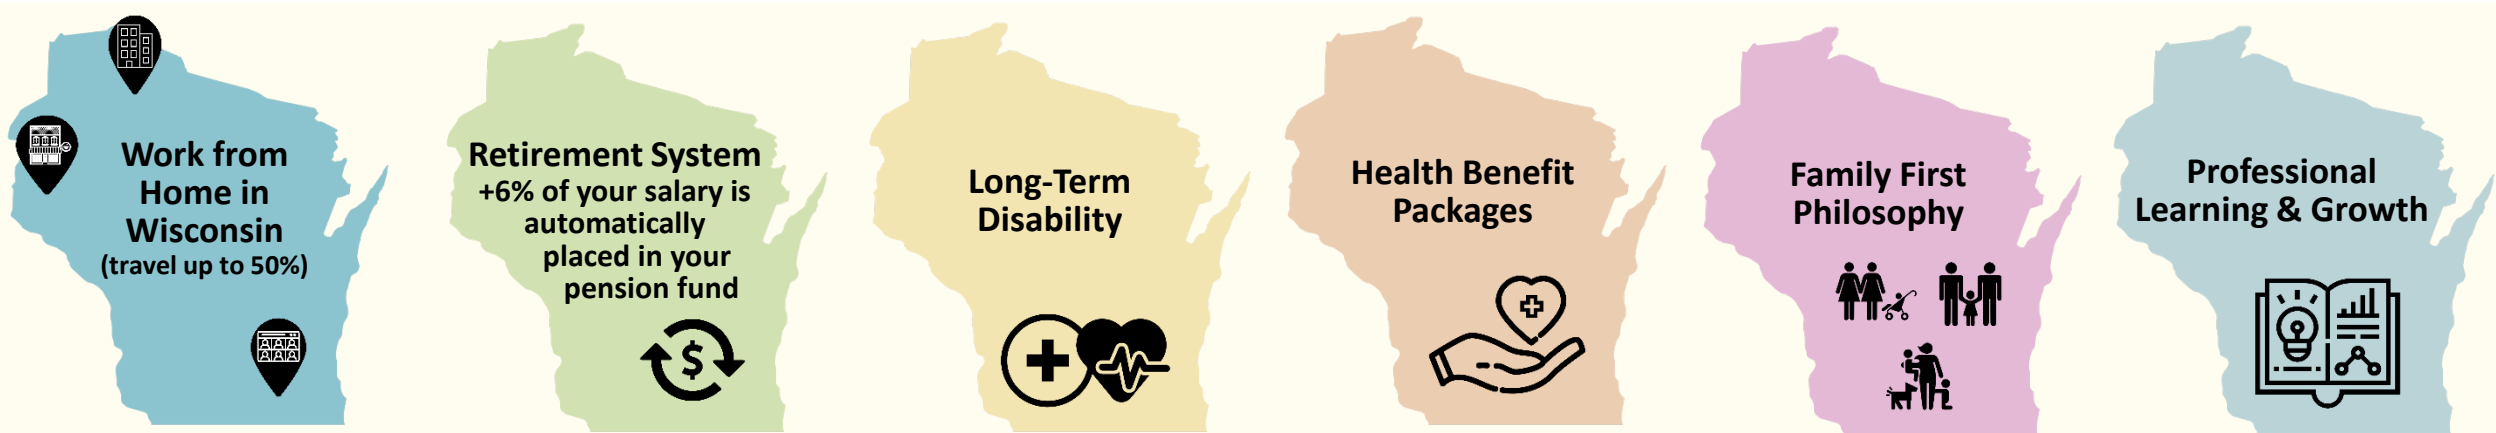 Work from
Home in
Wisconsin
(travel up to 50%)
Retirement System
+6% of your salary is
automatically
placed in your
pension fund
$
Long-Term
Disability
Health Benefit
Packages
Family First
Philosophy
Professional
Learning & Growth